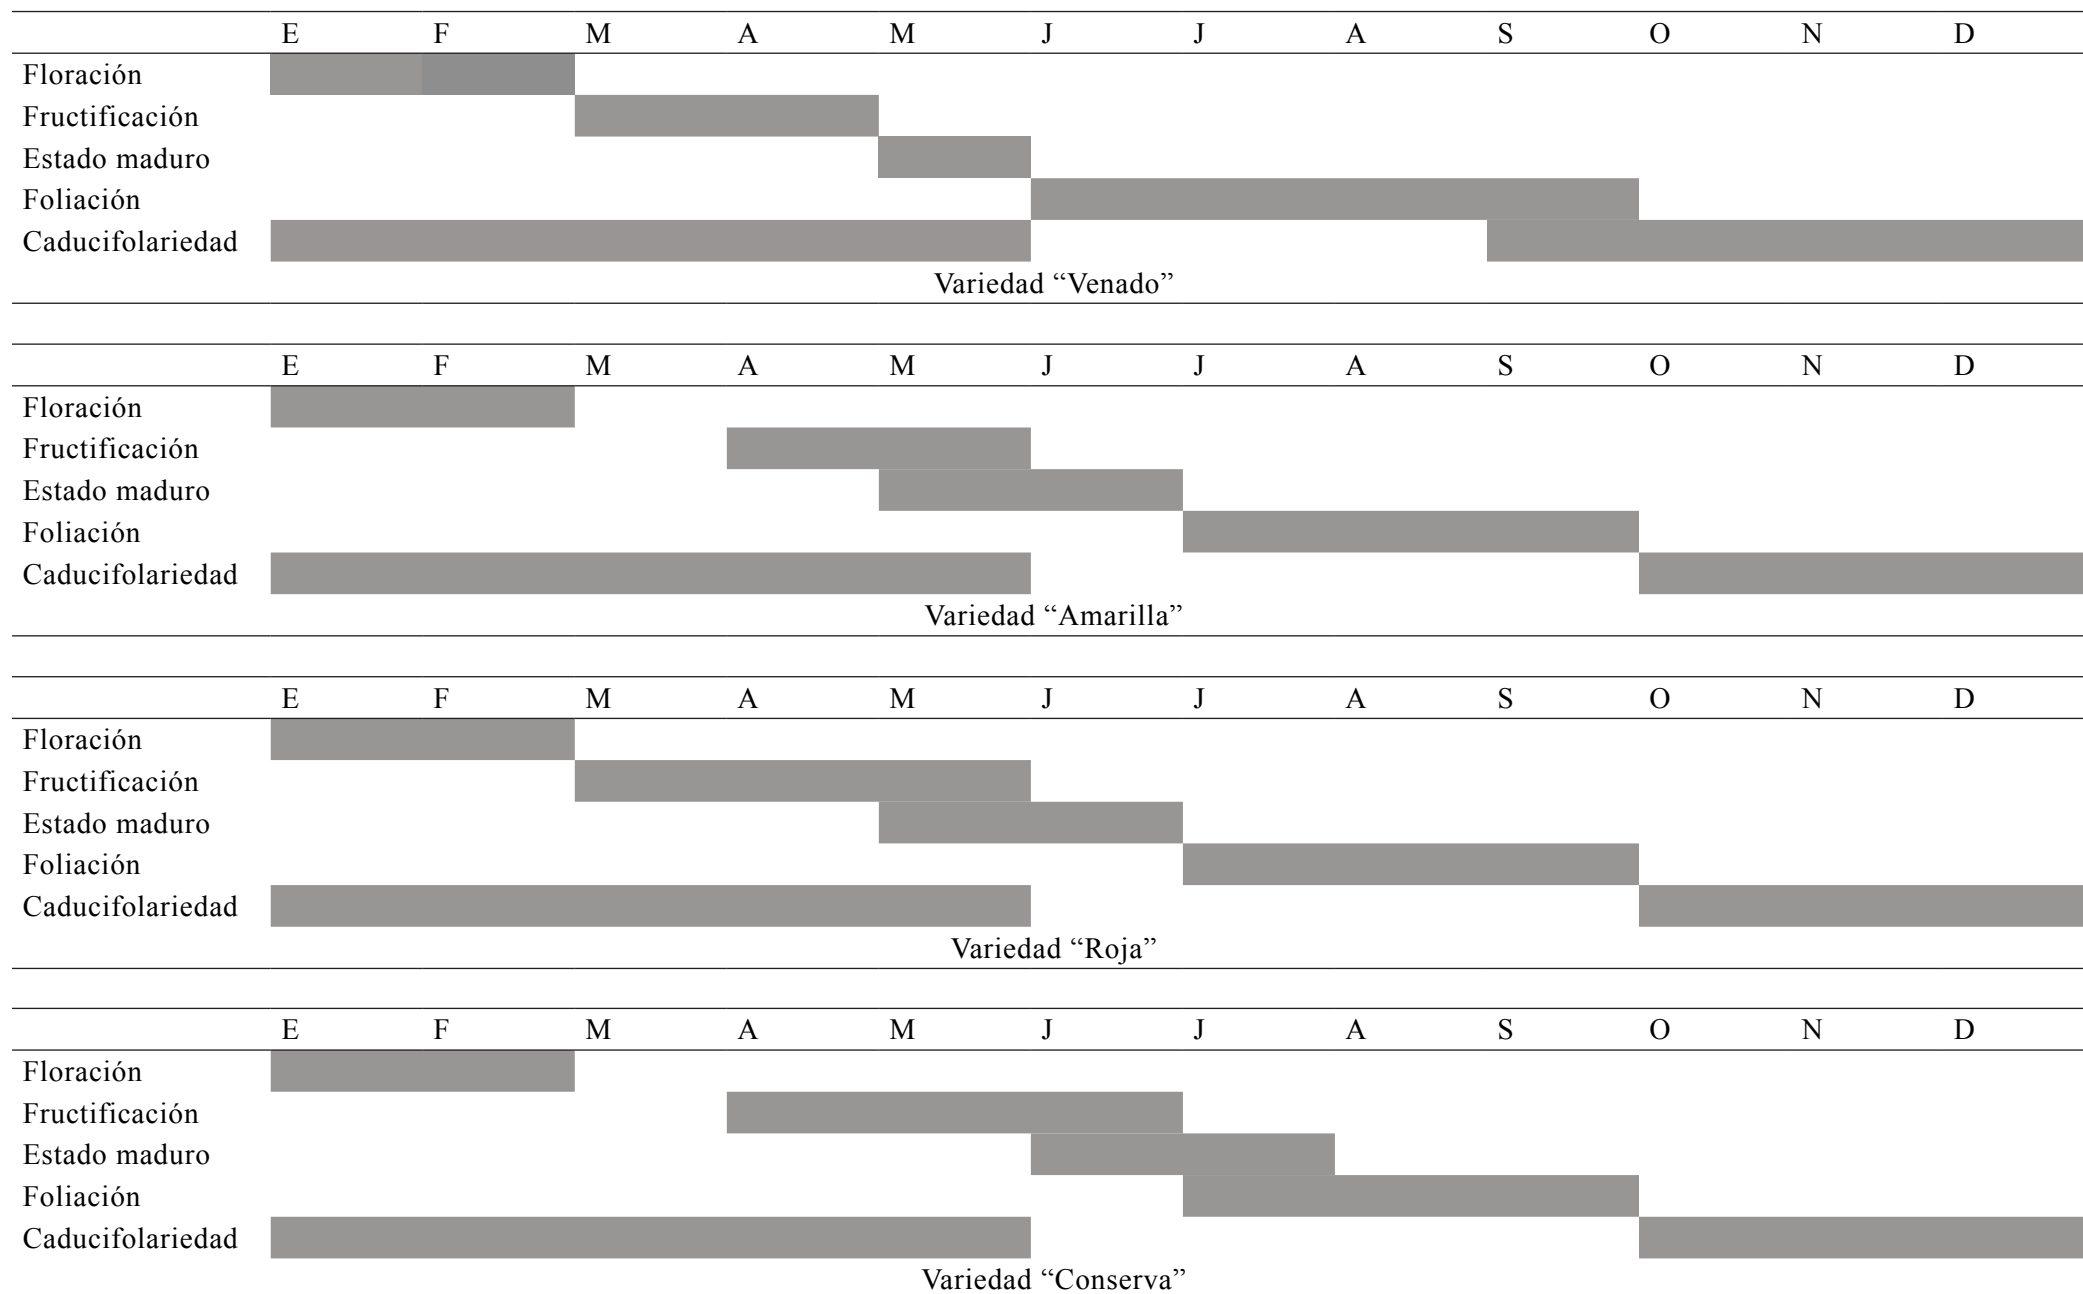 E F M A M J J A S O N D
Floración
Fructificación
Estado maduro
Foliación
Caducifolariedad
Variedad “Venado”
E F M A M J J A S O N D
Floración
Fructificación
Estado maduro
Foliación
Caducifolariedad
Variedad “Amarilla”
E F M A M J J A S O N D
Floración
Fructificación
Estado maduro
Foliación
Caducifolariedad
Variedad “Roja”
E F M A M J J A S O N D
Floración
Fructificación
Estado maduro
Foliación
Caducifolariedad
Variedad “Conserva”